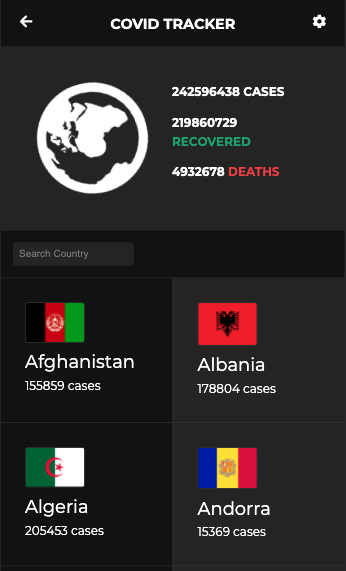 COVID TRACKER
242596438 CASES
219860729
RECOVERED
4932678 DEATHS
Search Country
Afghanistan
155859 cases
Albania
178804 cases
Algeria
205453 cases
Andorra
15369 cases